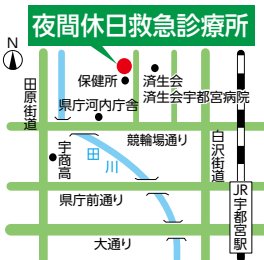 夜間休日救急診療所
N
保健所
済生会
済生会宇都宮病院
田原街道
県庁河内庁舎
競輪場通り
白沢街道
宇商高
田川
県庁前通り
JR宇都宮駅
大通り